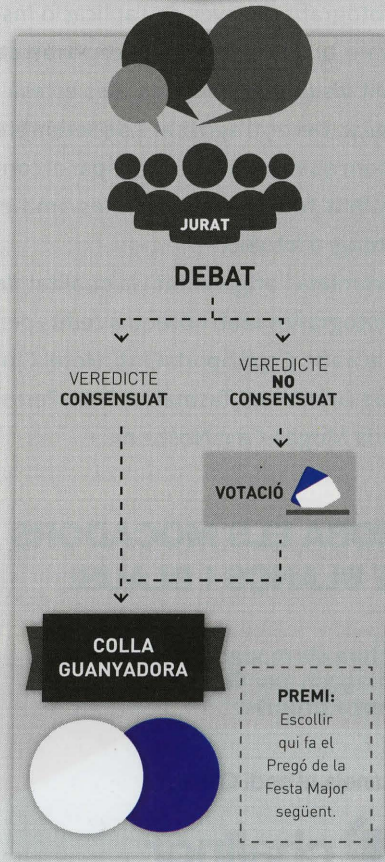 JURAT
DEBAT
VEREDICTE
CONSENSUAT
VEREDICTE
NO
CONSENSUAT
VOTACIÓ
COLLA
GUANYADORA
PREMI:
Escollir
qui fa el
Pregó de la
Festa Major
següent.